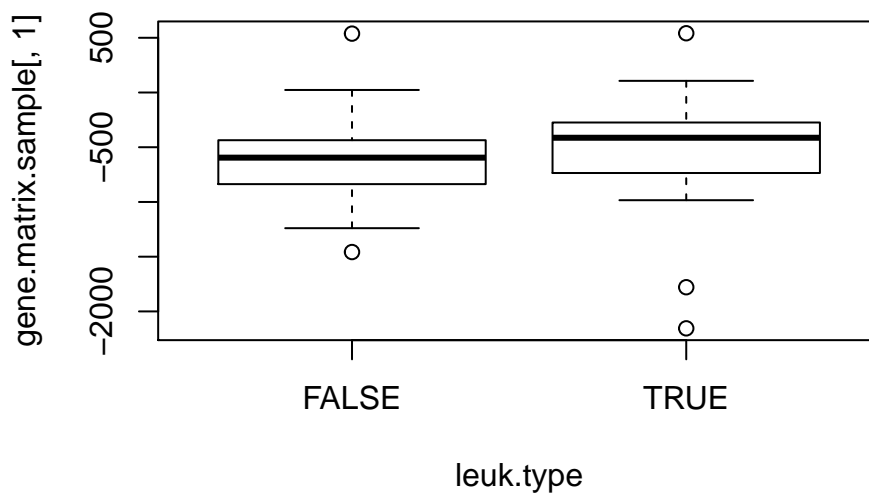 gene.matrix.sample[, 1]
500
−500
−2000
FALSE
TRUE
leuk.type